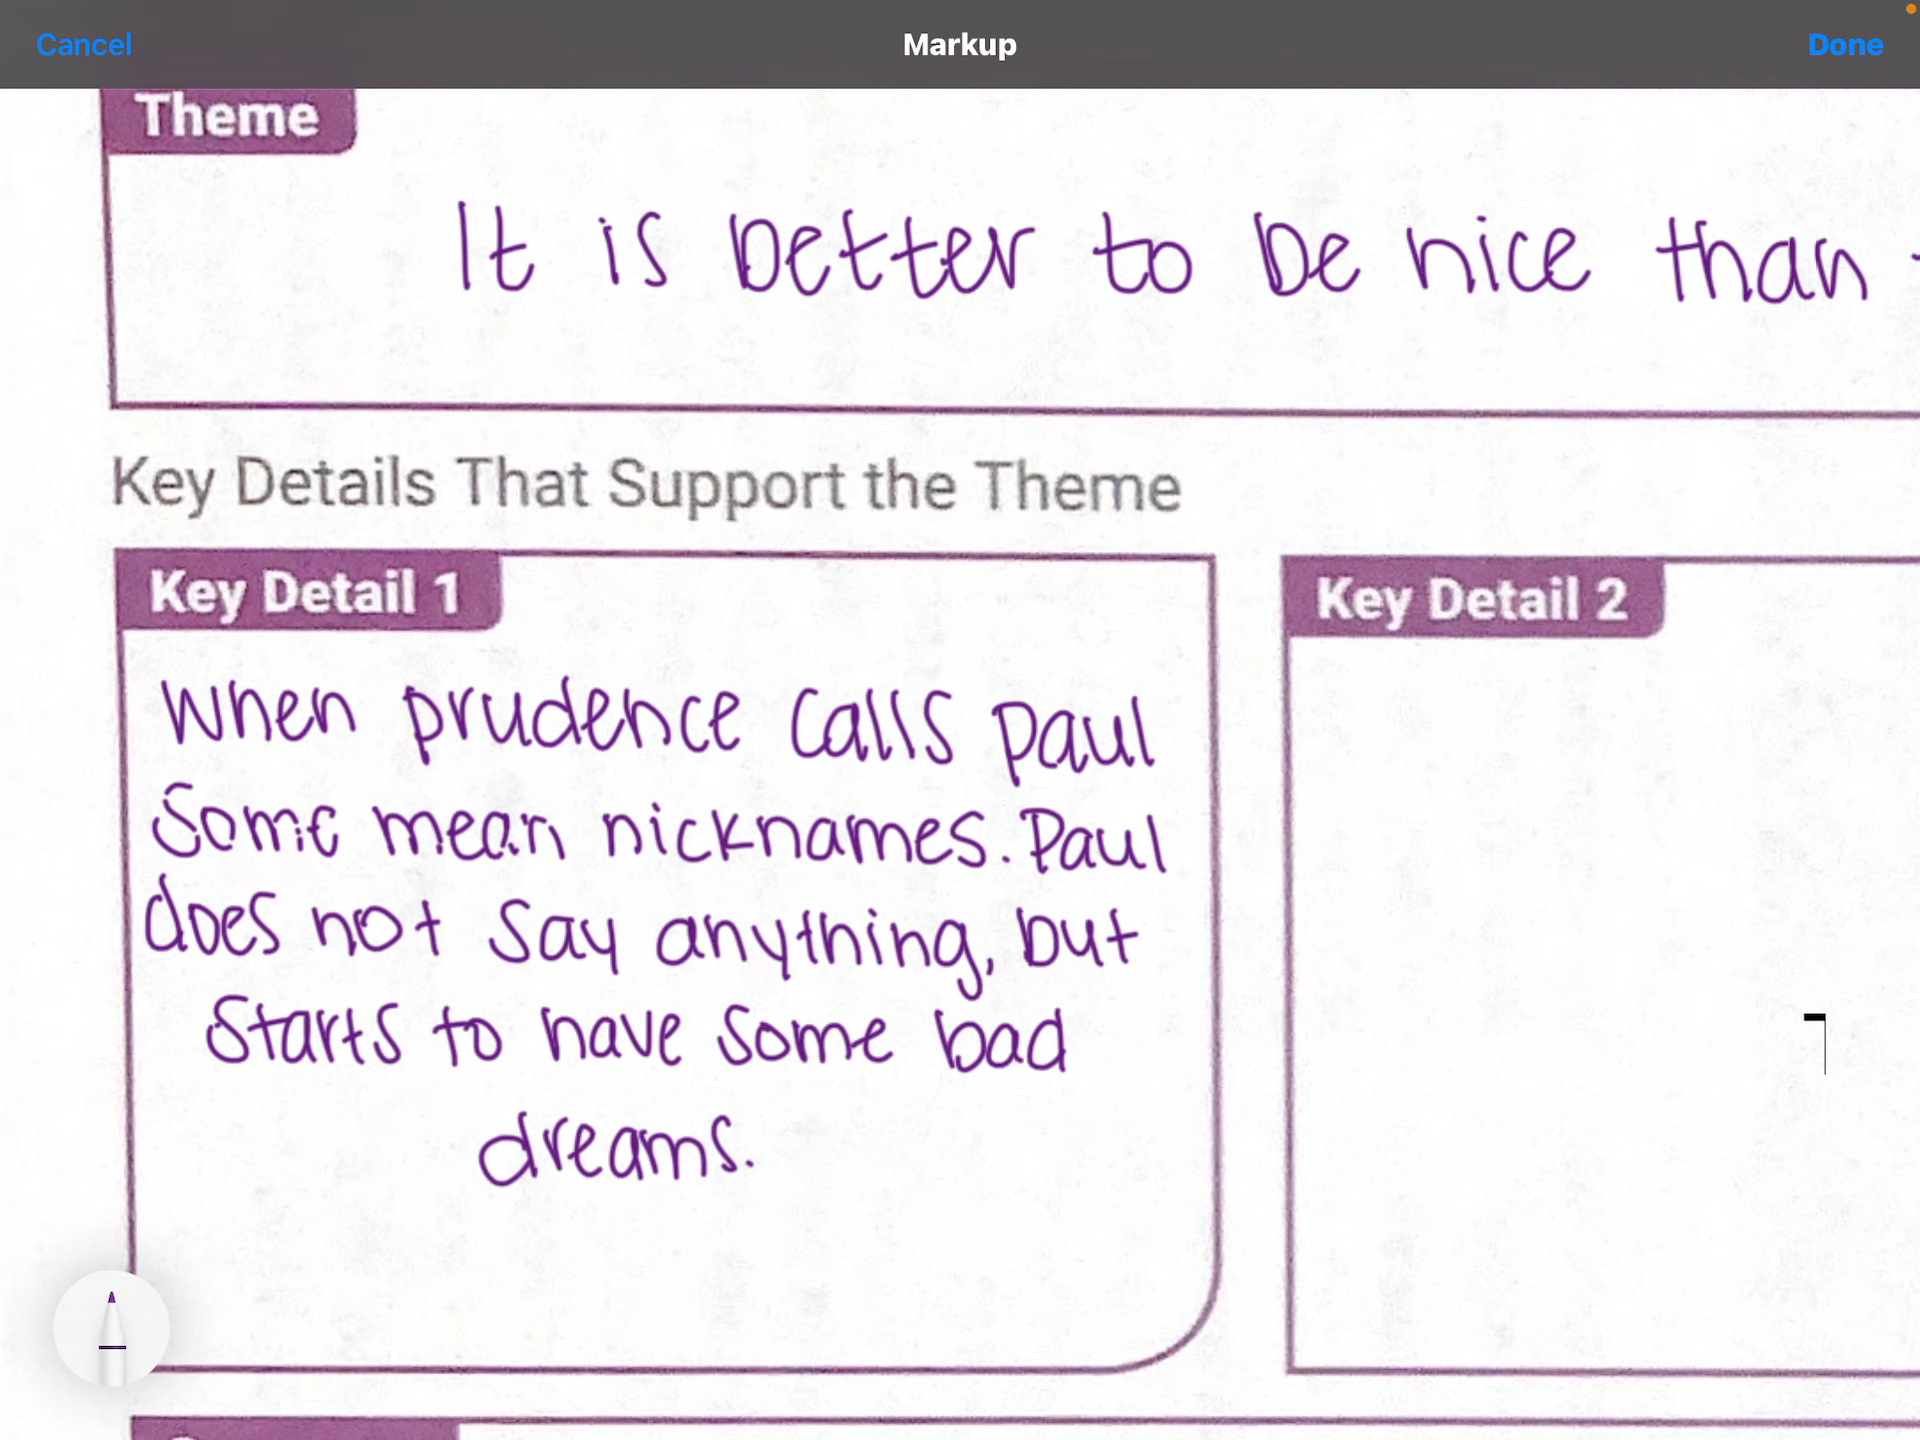 Cancel Markup Done
Theme
It is better to be nice than
Key Details That Support the Theme
Key Detail 1
When prudence calls paul
Some mean nicknames. Paul
does not say anything, but
Starts to have some bad
dreams.
Key Detail 2